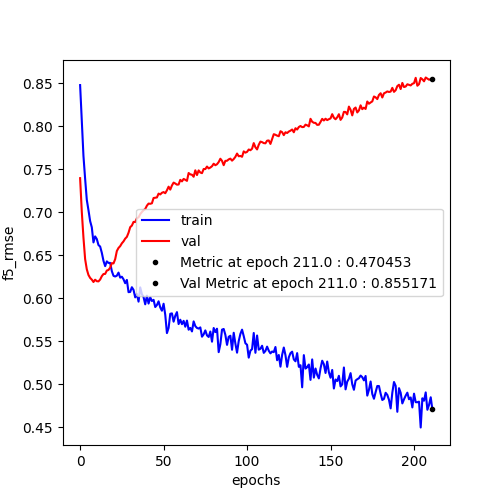 0.85
0.80
0.75
0.70
0.65
0.60
0.55
0.50
0.45
f5_rmse
train
val
Metric at epoch 211.0 : 0.470453
Val Metric at epoch 211.0 : 0.855171
0 50 100 150 200
epochs